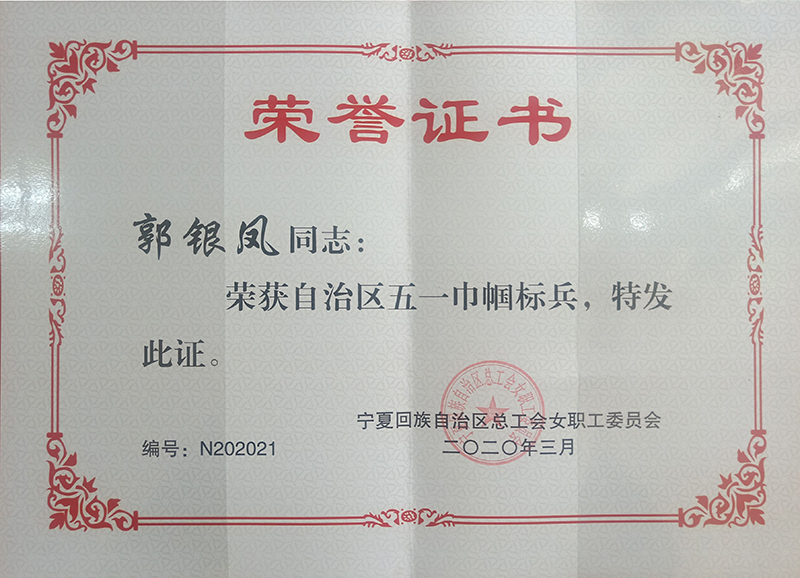 荣誉证书
郭银凤同志：
荣获自治区五一巾帼标兵，特发
此证。
宁夏回族自治区总工会女职工委员会
编号：N202021
二〇二〇年三月